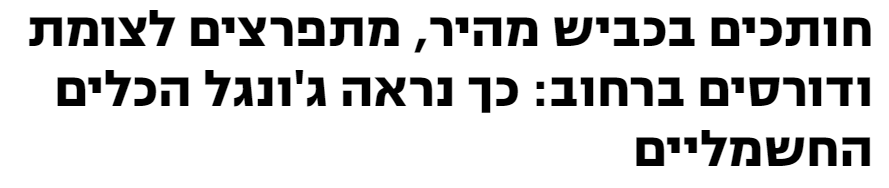 חותכים בכביש מהיר, מתפרצים לצומת
ודורסים ברחוב: כך נראה ג'ונגל הכלים
החשמליים